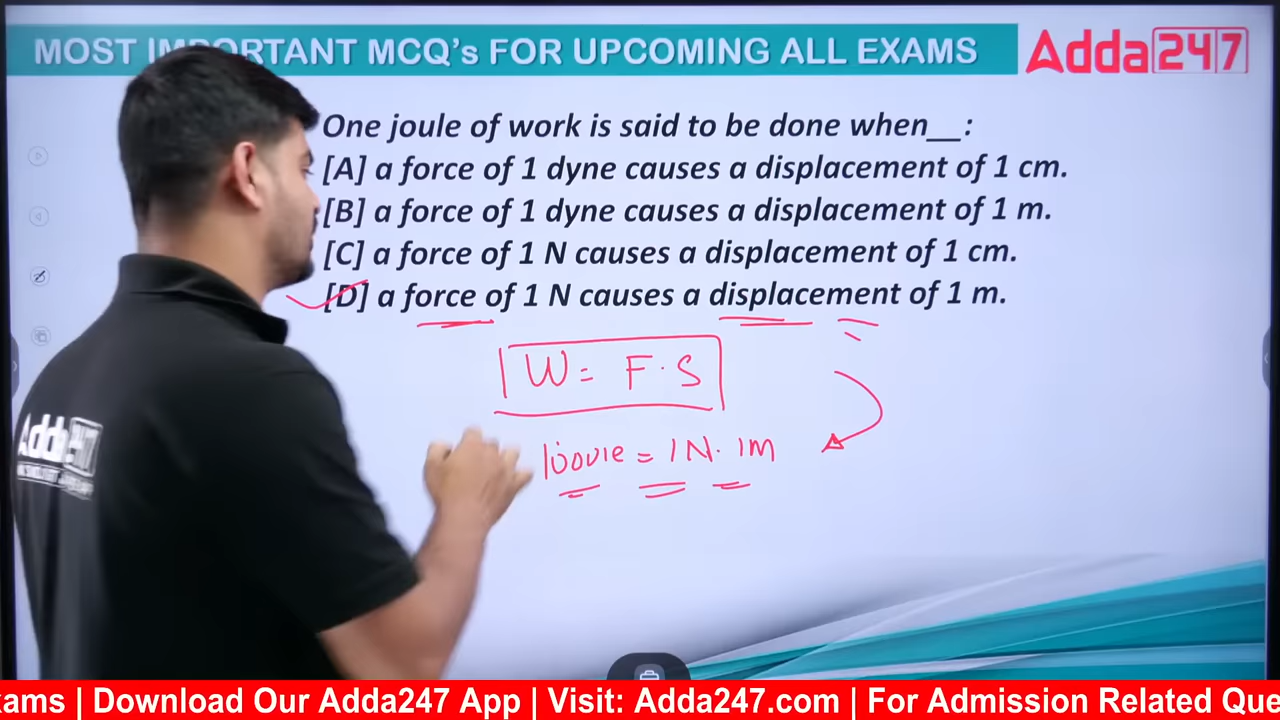 MOST IMPORTANT MCQ's FOR UPCOMING ALL EXAMS
Adda247
One joule of work is said to be done when__:
[A] a force of 1 dyne causes a displacement of 1 cm.
[B] a force of 1 dyne causes a displacement of 1 m.
[C] a force of 1 N causes a displacement of 1 cm.
[D] a force of 1 N causes a displacement of 1 m.
W = F · S
1 Joule = 1N · 1M
Adda247
xams | Download Our Adda247 App | Visit: Adda247.com | For Admission Related Que